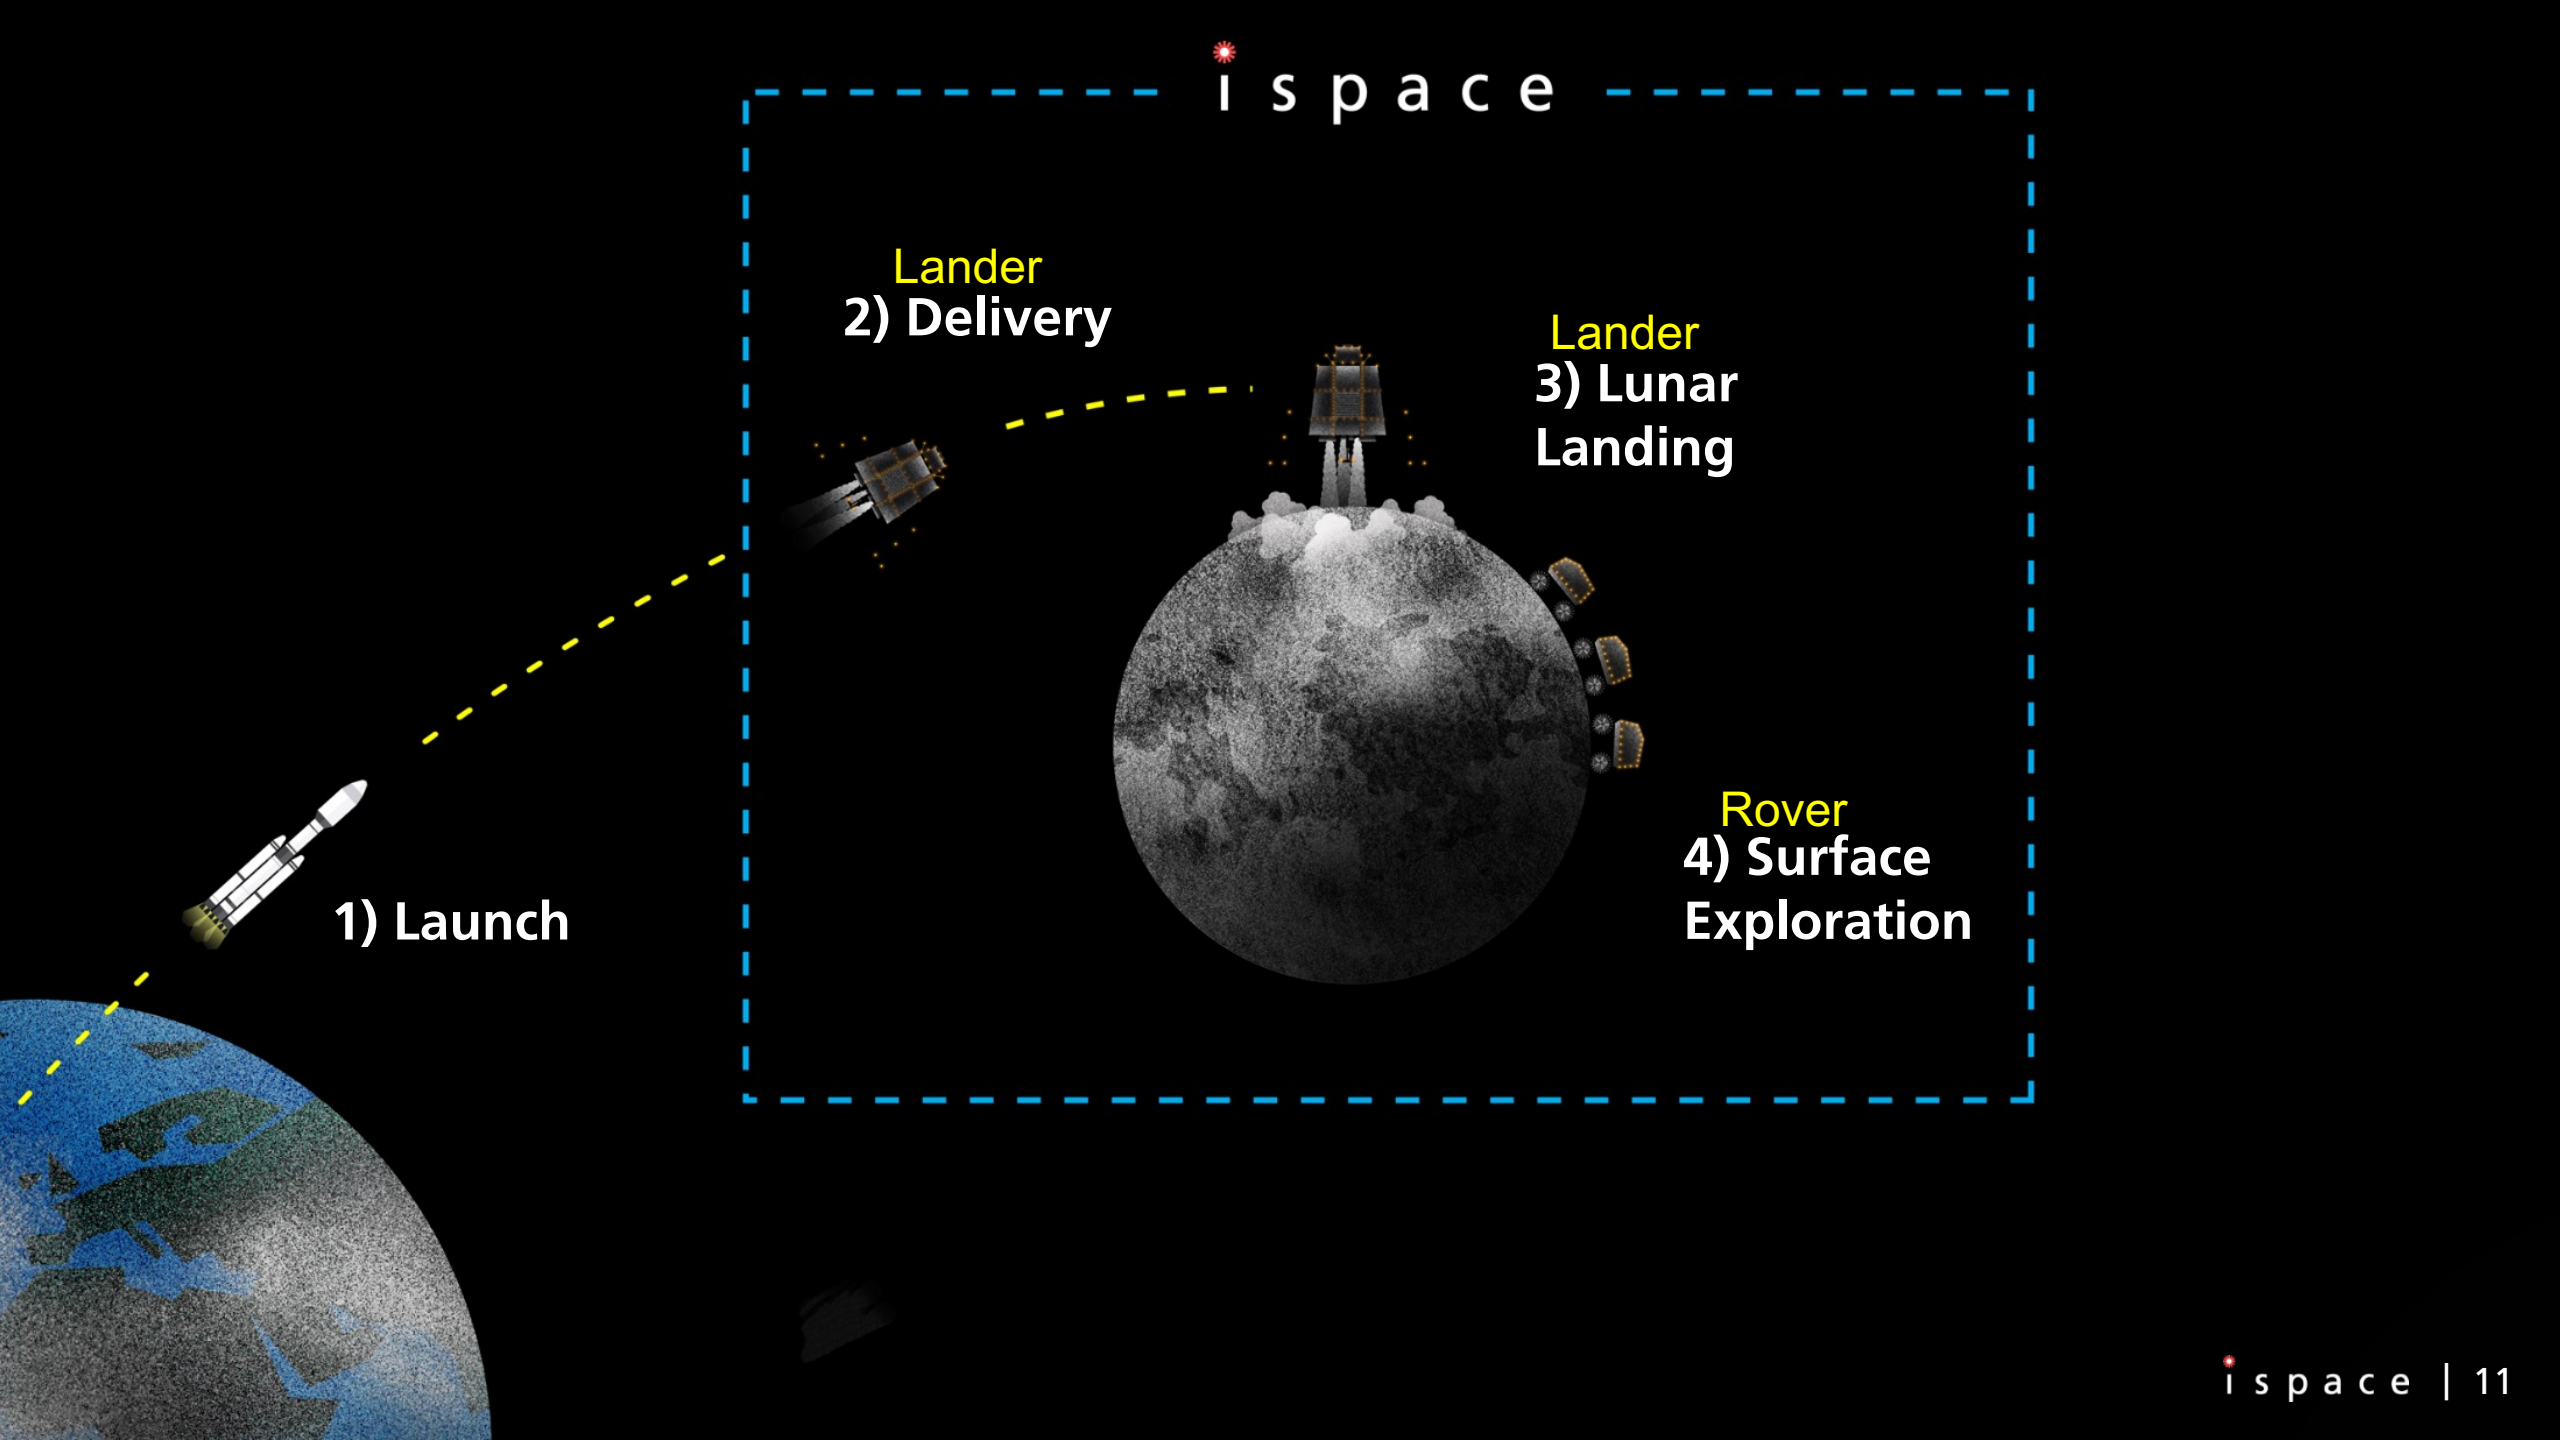 ispace
Lander
2) Delivery
Lander
3) Lunar
Landing
Rover
4) Surface
Exploration
1) Launch
ispace | 11